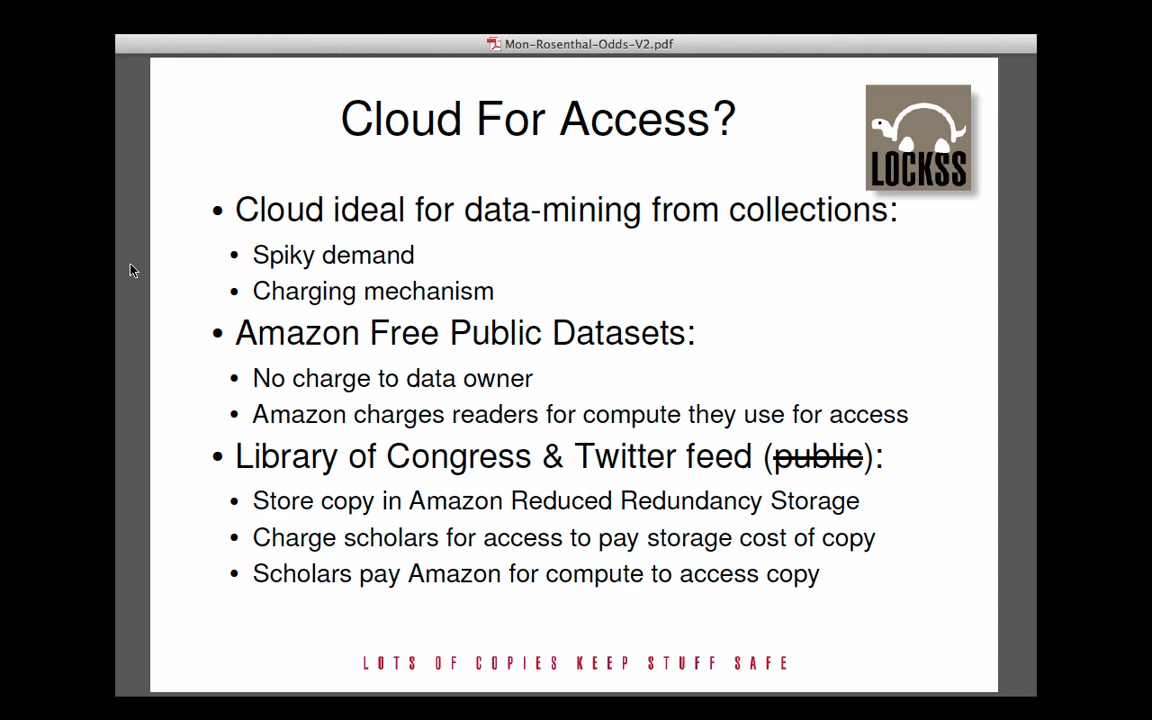 Mon-Rosenthal-Odds-V2.pdf
Cloud For Access?
LOCKSS
• Cloud ideal for data-mining from collections:
• Spiky demand
• Charging mechanism
• Amazon Free Public Datasets:
• No charge to data owner
• Amazon charges readers for compute they use for access
• Library of Congress & Twitter feed (public):
• Store copy in Amazon Reduced Redundancy Storage
• Charge scholars for access to pay storage cost of copy
• Scholars pay Amazon for compute to access copy
LOTS OF COPIES KEEP STUFF SAFE